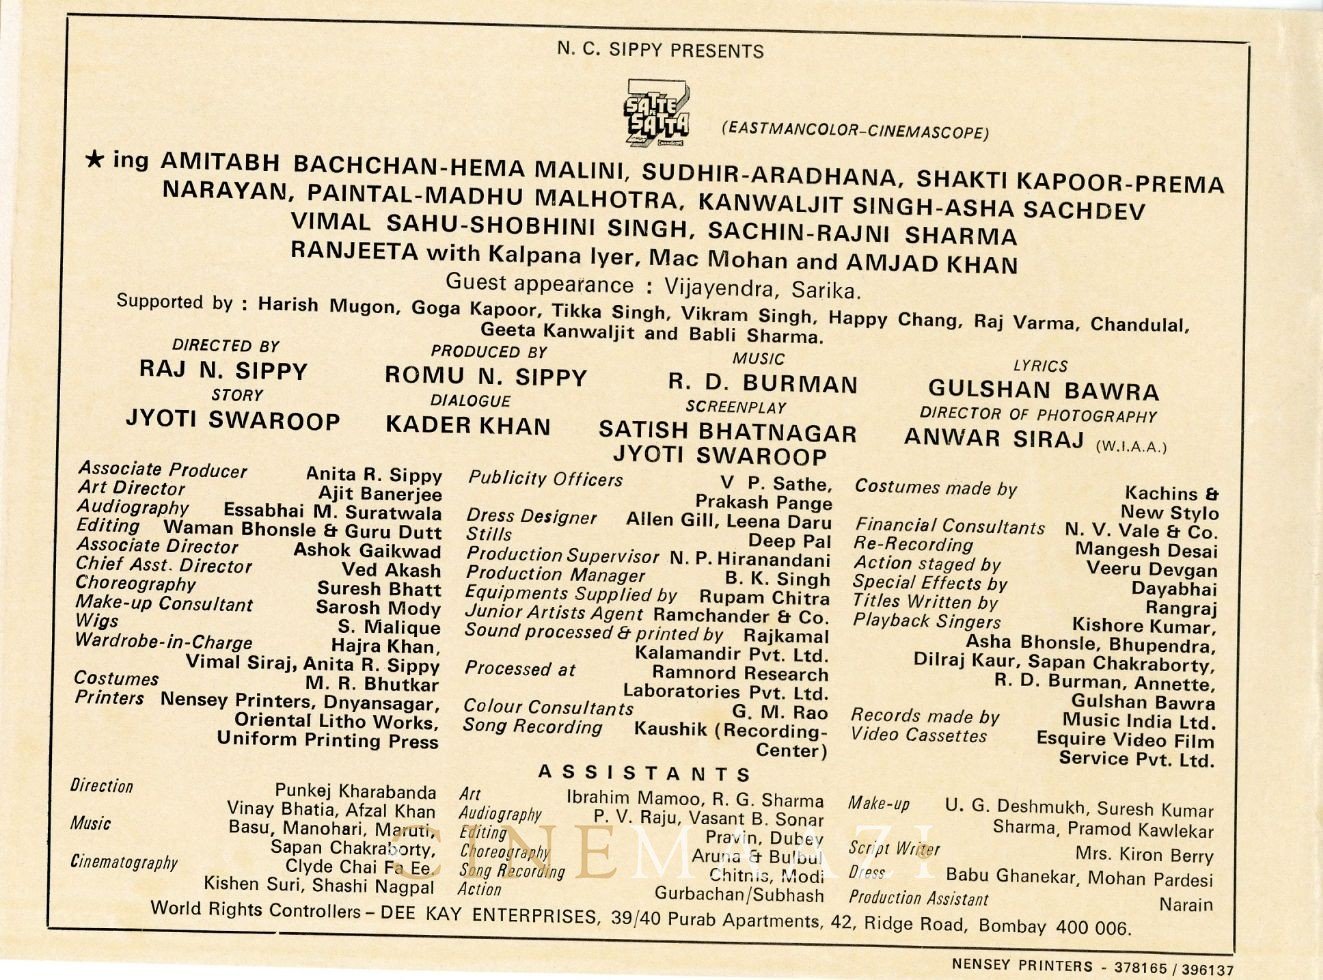 N. C. SIPPY PRESENTS
SATTE PE SATTA 7
(EASTMANCOLOR-CINEMASCOPE)
★ ing AMITABH BACHCHAN-HEMA MALINI, SUDHIR-ARADHANA, SHAKTI KAPOOR-PREMA
NARAYAN, PAINTAL-MADHU MALHOTRA, KANWALJIT SINGH-ASHA SACHDEV
VIMAL SAHU-SHOBHINI SINGH, SACHIN-RAJNI SHARMA
RANJEETA with Kalpana Iyer, Mac Mohan and AMJAD KHAN
Guest appearance : Vijayendra, Sarika.
Supported by : Harish Mugon, Goga Kapoor, Tikka Singh, Vikram Singh, Happy Chang, Raj Varma, Chandulal,
Geeta Kanwaljit and Babli Sharma.
DIRECTED BY
RAJ N. SIPPY
PRODUCED BY
ROMU N. SIPPY
MUSIC
R. D. BURMAN
LYRICS
GULSHAN BAWRA
STORY
JYOTI SWAROOP
DIALOGUE
KADER KHAN
SCREENPLAY
SATISH BHATNAGAR
JYOTI SWAROOP
DIRECTOR OF PHOTOGRAPHY
ANWAR SIRAJ (W.I.A.A.)
Associate Producer Anita R. Sippy
Art Director Ajit Banerjee
Audiography Essabhai M. Suratwala
Editing Waman Bhonsle & Guru Dutt
Associate Director Ashok Gaikwad
Chief Asst. Director Ved Akash
Choreography Suresh Bhatt
Make-up Consultant Sarosh Mody
Wigs S. Malique
Wardrobe-in-Charge Hajra Khan,
Vimal Siraj, Anita R. Sippy
Costumes M. R. Bhutkar
Printers Nensey Printers, Dnyansagar,
Oriental Litho Works,
Uniform Printing Press
Publicity Officers V P. Sathe,
Prakash Pange
Dress Designer Allen Gill, Leena Daru
Stills Deep Pal
Production Supervisor N. P. Hiranandani
Production Manager B. K. Singh
Equipments Supplied by Rupam Chitra
Junior Artists Agent Ramchander & Co.
Sound processed & printed by Rajkamal
Kalamandir Pvt. Ltd.
Processed at Ramnord Research
Laboratories Pvt. Ltd.
Colour Consultants G. M. Rao
Song Recording Kaushik (Recording-
Center)
Costumes made by Kachins &
New Stylo
Financial Consultants N. V. Vale & Co.
Re-Recording Mangesh Desai
Action staged by Veeru Devgan
Special Effects by Dayabhai
Titles Written by Rangraj
Playback Singers Kishore Kumar,
Asha Bhonsle, Bhupendra,
Dilraj Kaur, Sapan Chakraborty,
R. D. Burman, Annette,
Gulshan Bawra
Records made by Music India Ltd.
Video Cassettes Esquire Video Film
Service Pvt. Ltd.
ASSISTANTS
Direction Punkej Kharabanda
Vinay Bhatia, Afzal Khan
Music Basu, Manohari, Maruti,
Sapan Chakraborty,
Cinematography Clyde Chai Fa Ee.
Kishen Suri, Shashi Nagpal
Art Ibrahim Mamoo, R. G. Sharma
Audiography P. V. Raju, Vasant B. Sonar
Editing Pravin, Dubey
Choreography Aruna & Bulbul
Song Recording Chitnis, Modi
Action Gurbachan/Subhash
Make-up U. G. Deshmukh, Suresh Kumar
Sharma, Pramod Kawlekar
Script Writer Mrs. Kiron Berry
Dress Babu Ghanekar, Mohan Pardesi
Production Assistant Narain
CINEMAAZI
World Rights Controllers - DEE KAY ENTERPRISES, 39/40 Purab Apartments, 42, Ridge Road, Bombay 400 006.
NENSEY PRINTERS - 378165 / 396137